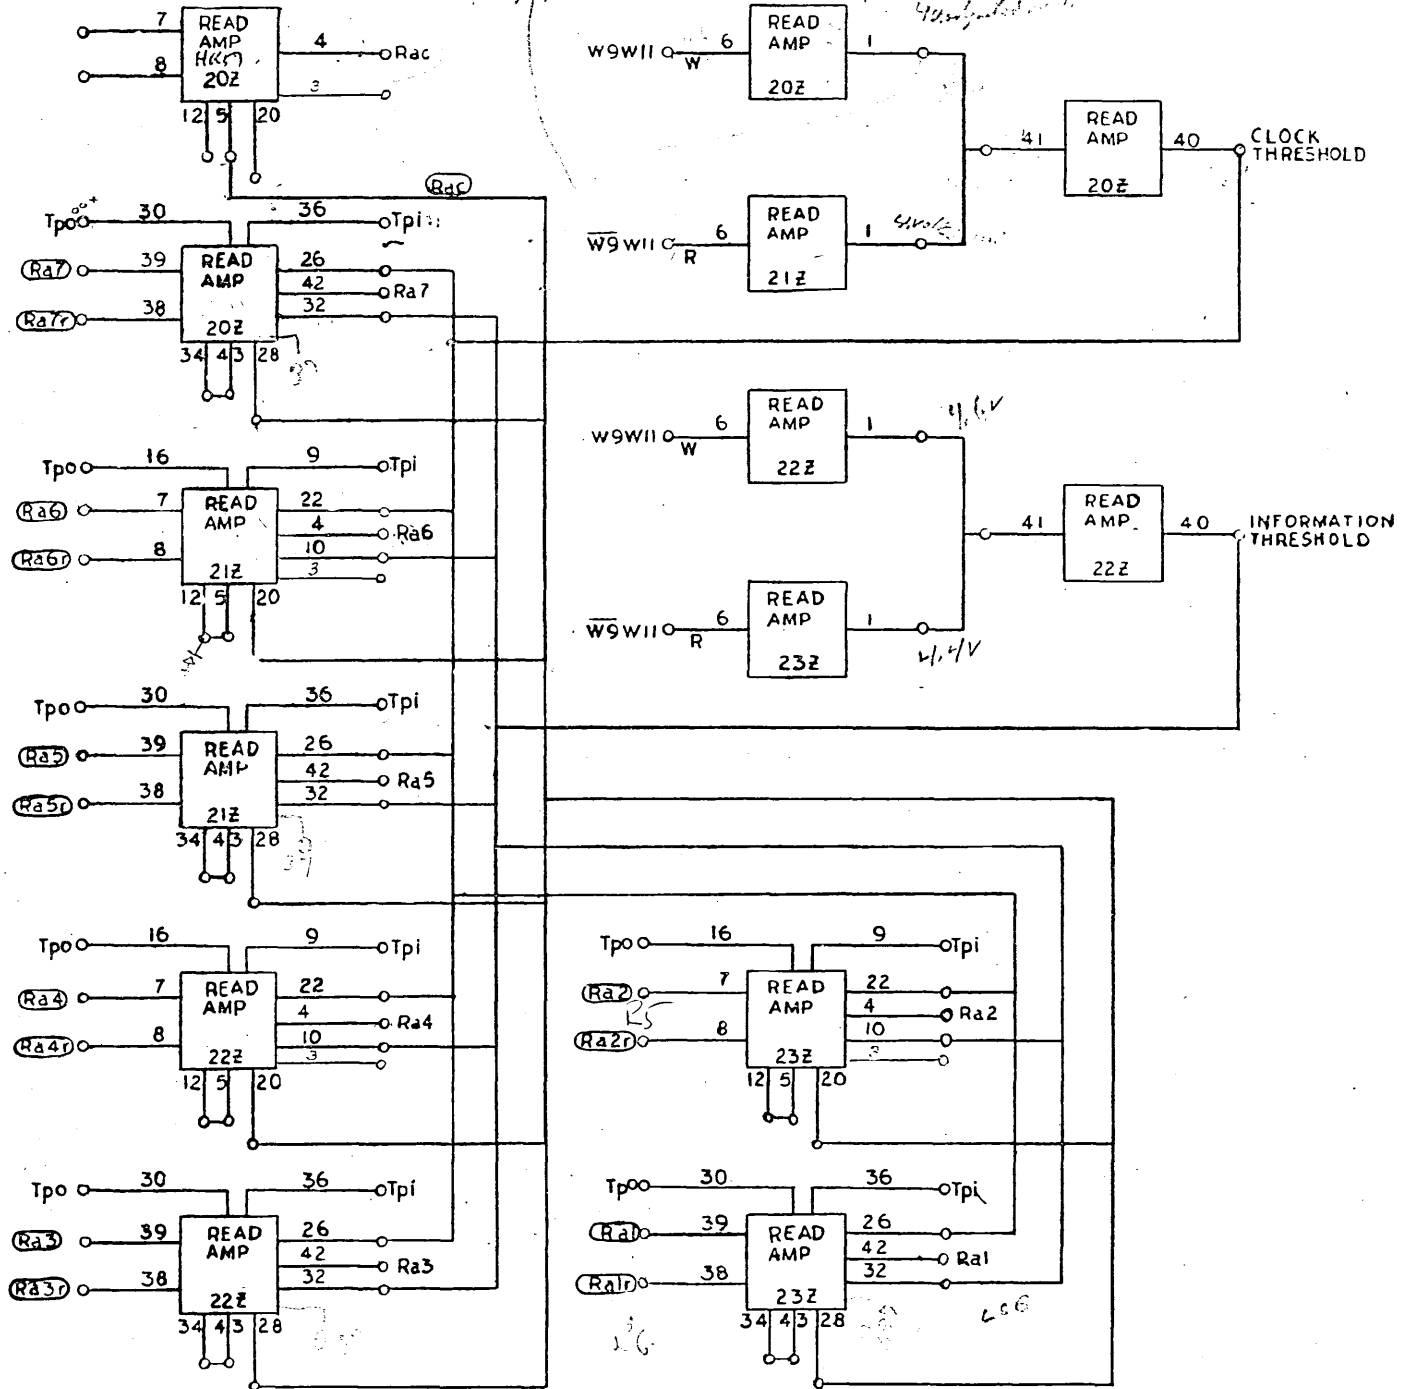 7
READ
AMP
4
Rac
8
20Z
3
12 5 20
Rac
Tpo 30 36 Tpi
Ra7 39
READ
AMP
26
42 Ra7
Ra7r 38
32
20Z
34 43 28
Tpo 16 9 Tpi
Ra6 7
READ
AMP
22
4 Ra6
Ra6r 8
10
21Z
3
12 5 20
Tpo 30 36 Tpi
Ra5 39
READ
AMP
26
42 Ra5
Ra5r 38
32
21Z
34 43 28
Tpo 16 9 Tpi
Ra4 7
READ
AMP
22
4 Ra4
Ra4r 8
10
22Z
3
12 5 20
Tpo 30 36 Tpi
Ra3 39
READ
AMP
26
42 Ra3
Ra3r 38
32
22Z
34 43 28
W9W11 6
W
READ
AMP
20Z
1
W9W11 6
R
READ
AMP
21Z
1
41
READ
AMP
20Z
40
CLOCK
THRESHOLD
W9W11 6
W
READ
AMP
22Z
1
W9W11 6
R
READ
AMP
23Z
1
41
READ
AMP
22Z
40
INFORMATION
THRESHOLD
Tpo 16 9 Tpi
Ra2 7
READ
AMP
22
4 Ra2
Ra2r 8
10
23Z
3
12 5 20
Tpo 30 36 Tpi
Ra1 39
READ
AMP
26
42 Ra1
Ra1r 38
32
23Z
34 43 28